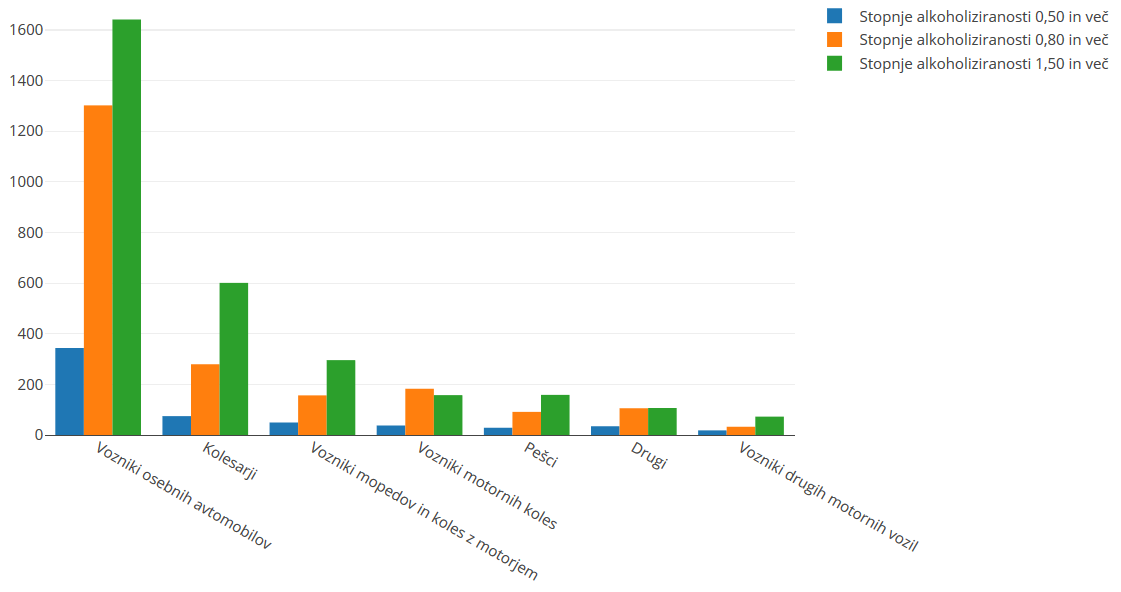 Stopnje alkoholiziranosti 0,50 in več
Stopnje alkoholiziranosti 0,80 in več
Stopnje alkoholiziranosti 1,50 in več
1600
1400
1200
1000
800
600
400
200
0
Vozniki osebnih avtomobilov
Kolesarji
Vozniki mopedov in koles z motorjem
Vozniki motornih koles
Pešci
Drugi
Vozniki drugih motornih vozil